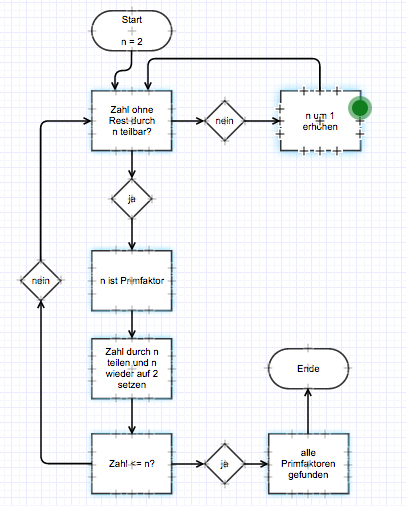 Start
n = 2
Zahl ohne
Rest durch
n teilbar?
nein
n um 1
erhöhen
ja
nein
n ist Primfaktor
Zahl durch n
teilen und n
wieder auf 2
setzen
Ende
Zahl <= n?
ja
alle
Primfaktoren
gefunden